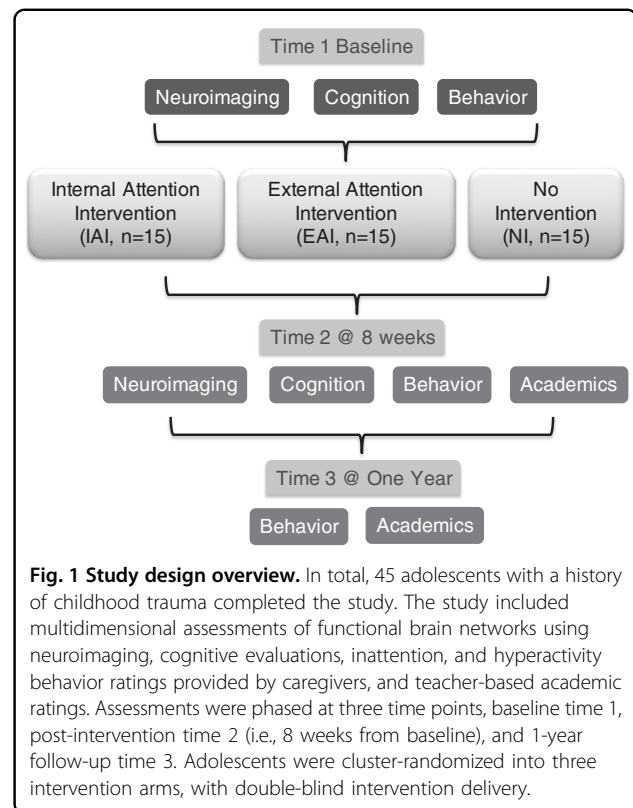 Time 1 Baseline
Neuroimaging Cognition Behavior
Internal Attention Intervention (IAI, n=15)
External Attention Intervention (EAI, n=15)
No Intervention (NI, n=15)
Time 2 @ 8 weeks
Neuroimaging Cognition Behavior Academics
Time 3 @ One Year
Behavior Academics
Fig. 1 Study design overview. In total, 45 adolescents with a history
of childhood trauma completed the study. The study included
multidimensional assessments of functional brain networks using
neuroimaging, cognitive evaluations, inattention, and hyperactivity
behavior ratings provided by caregivers, and teacher-based academic
ratings. Assessments were phased at three time points, baseline time 1,
post-intervention time 2 (i.e., 8 weeks from baseline), and 1-year
follow-up time 3. Adolescents were cluster-randomized into three
intervention arms, with double-blind intervention delivery.